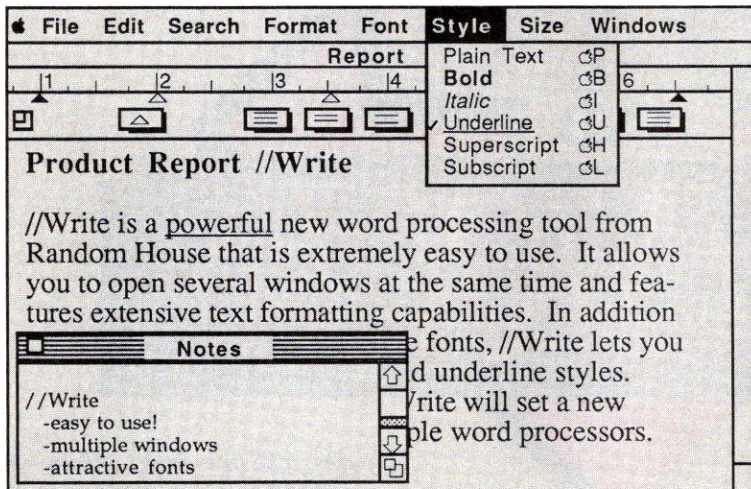 File Edit Search Format Font Style Size Windows
Report
Plain Text P
Bold B
Italic I
Underline U
Superscript H
Subscript L
1 2 3 4 6
Product Report //Write
//Write is a powerful new word processing tool from
Random House that is extremely easy to use. It allows
you to open several windows at the same time and fea-
tures extensive text formatting capabilities. In addition
e fonts, //Write lets you
d underline styles.
Write will set a new
ple word processors.
Notes
//Write
-easy to use!
-multiple windows
-attractive fonts